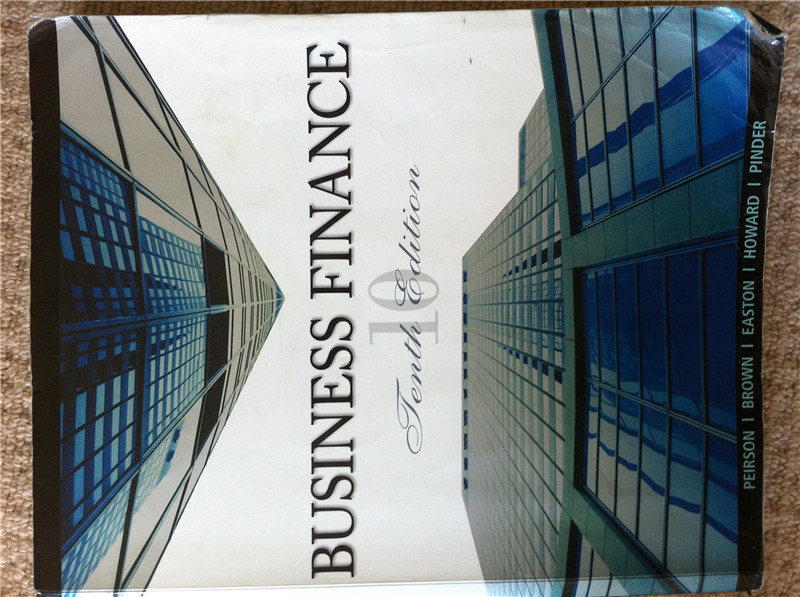 BUSINESS FINANCE
10
Tenth Edition
PEIRSON | BROWN | EASTON | HOWARD | PINDER